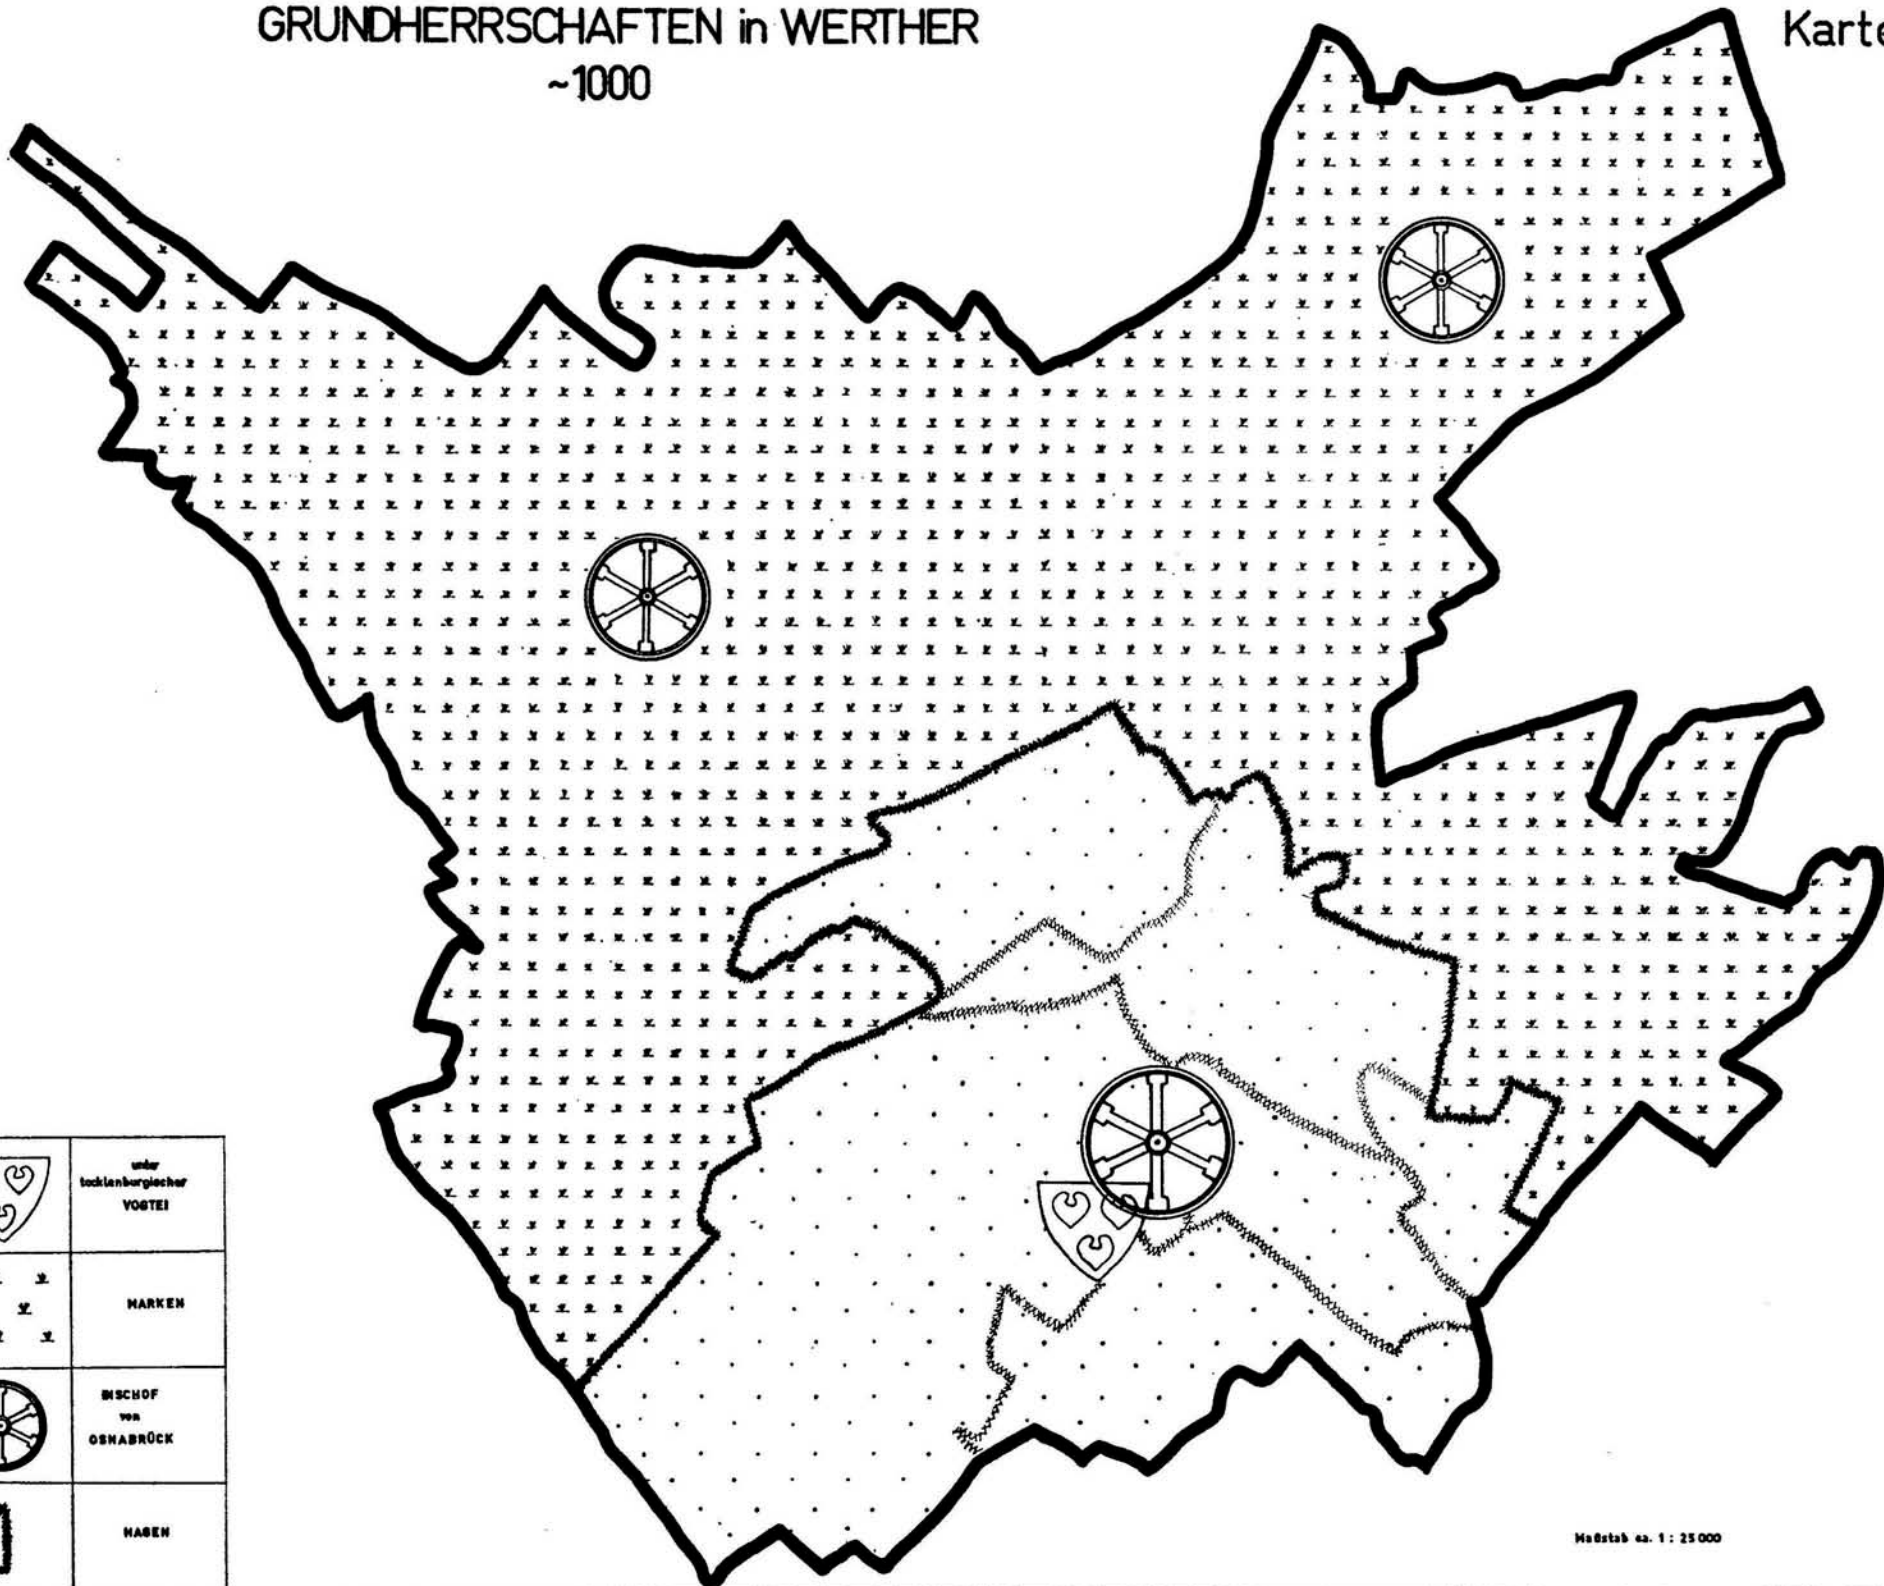 GRUNDHERRSCHAFTEN in WERTHER
~1000
Karte
unter
tecklenburgischer
VOGTEI
MARKEN
BISCHOF
von
OSNABRÜCK
HAGEN
Maßstab ca. 1 : 25 000